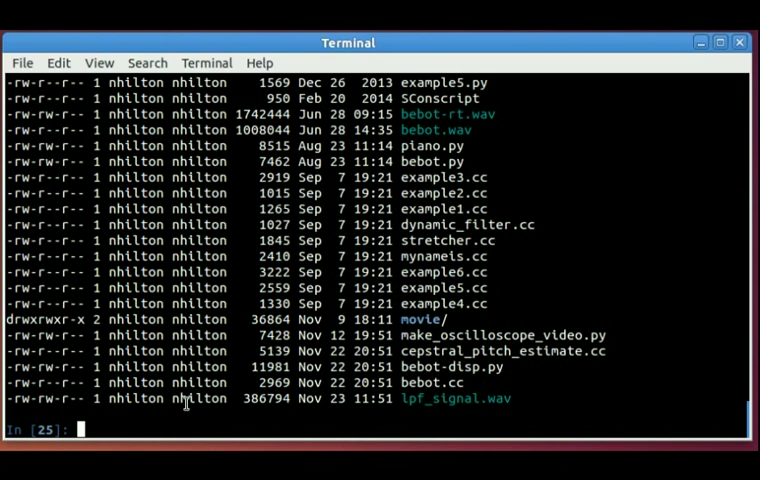 Terminal
File Edit View Search Terminal Help
-rw-r--r-- 1 nhilton nhilton 1569 Dec 26 2013 example5.py
-rw-r--r-- 1 nhilton nhilton 950 Feb 20 2014 SConscript
-rw-rw-r-- 1 nhilton nhilton 1742444 Jun 28 09:15 bebot-rt.wav
-rw-rw-r-- 1 nhilton nhilton 1008044 Jun 28 14:35 bebot.wav
-rw-r--r-- 1 nhilton nhilton 8515 Aug 23 11:14 piano.py
-rw-r--r-- 1 nhilton nhilton 7462 Aug 23 11:14 bebot.py
-rw-r--r-- 1 nhilton nhilton 2919 Sep 7 19:21 example3.cc
-rw-r--r-- 1 nhilton nhilton 1015 Sep 7 19:21 example2.cc
-rw-r--r-- 1 nhilton nhilton 1265 Sep 7 19:21 example1.cc
-rw-r--r-- 1 nhilton nhilton 1027 Sep 7 19:21 dynamic_filter.cc
-rw-r--r-- 1 nhilton nhilton 1845 Sep 7 19:21 stretcher.cc
-rw-r--r-- 1 nhilton nhilton 2410 Sep 7 19:21 mynameis.cc
-rw-r--r-- 1 nhilton nhilton 3222 Sep 7 19:21 example6.cc
-rw-r--r-- 1 nhilton nhilton 2559 Sep 7 19:21 example5.cc
-rw-r--r-- 1 nhilton nhilton 1330 Sep 7 19:21 example4.cc
drwxrwxr-x 2 nhilton nhilton 36864 Nov 9 18:11 movie/
-rw-rw-r-- 1 nhilton nhilton 7428 Nov 12 19:51 make_oscilloscope_video.py
-rw-r--r-- 1 nhilton nhilton 5139 Nov 22 20:51 cepstral_pitch_estimate.cc
-rw-rw-r-- 1 nhilton nhilton 11981 Nov 22 20:51 bebot-disp.py
-rw-r--r-- 1 nhilton nhilton 2969 Nov 22 20:51 bebot.cc
-rw-rw-r-- 1 nhilton nhilton 386794 Nov 23 11:51 lpf_signal.wav
In [25]: